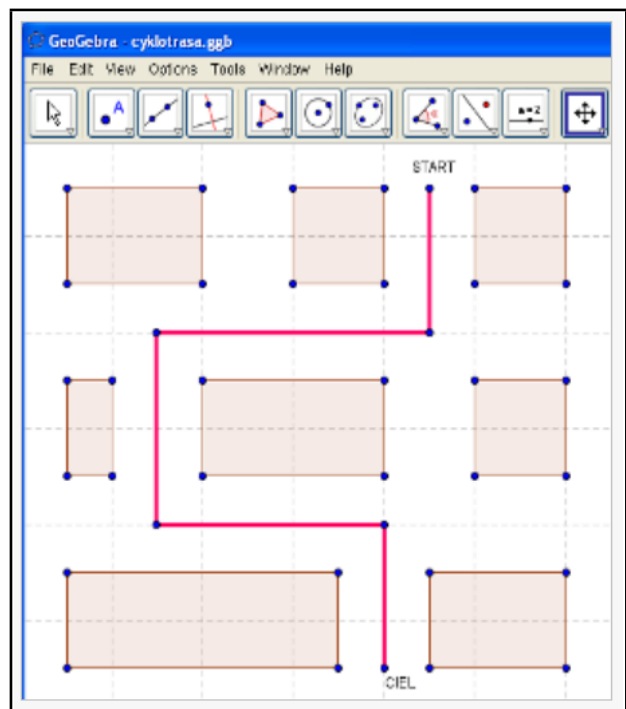 GeoGebra - cyklotrasa.ggb
File Edit View Options Tools Window Help
A
a=2
START
CIEL